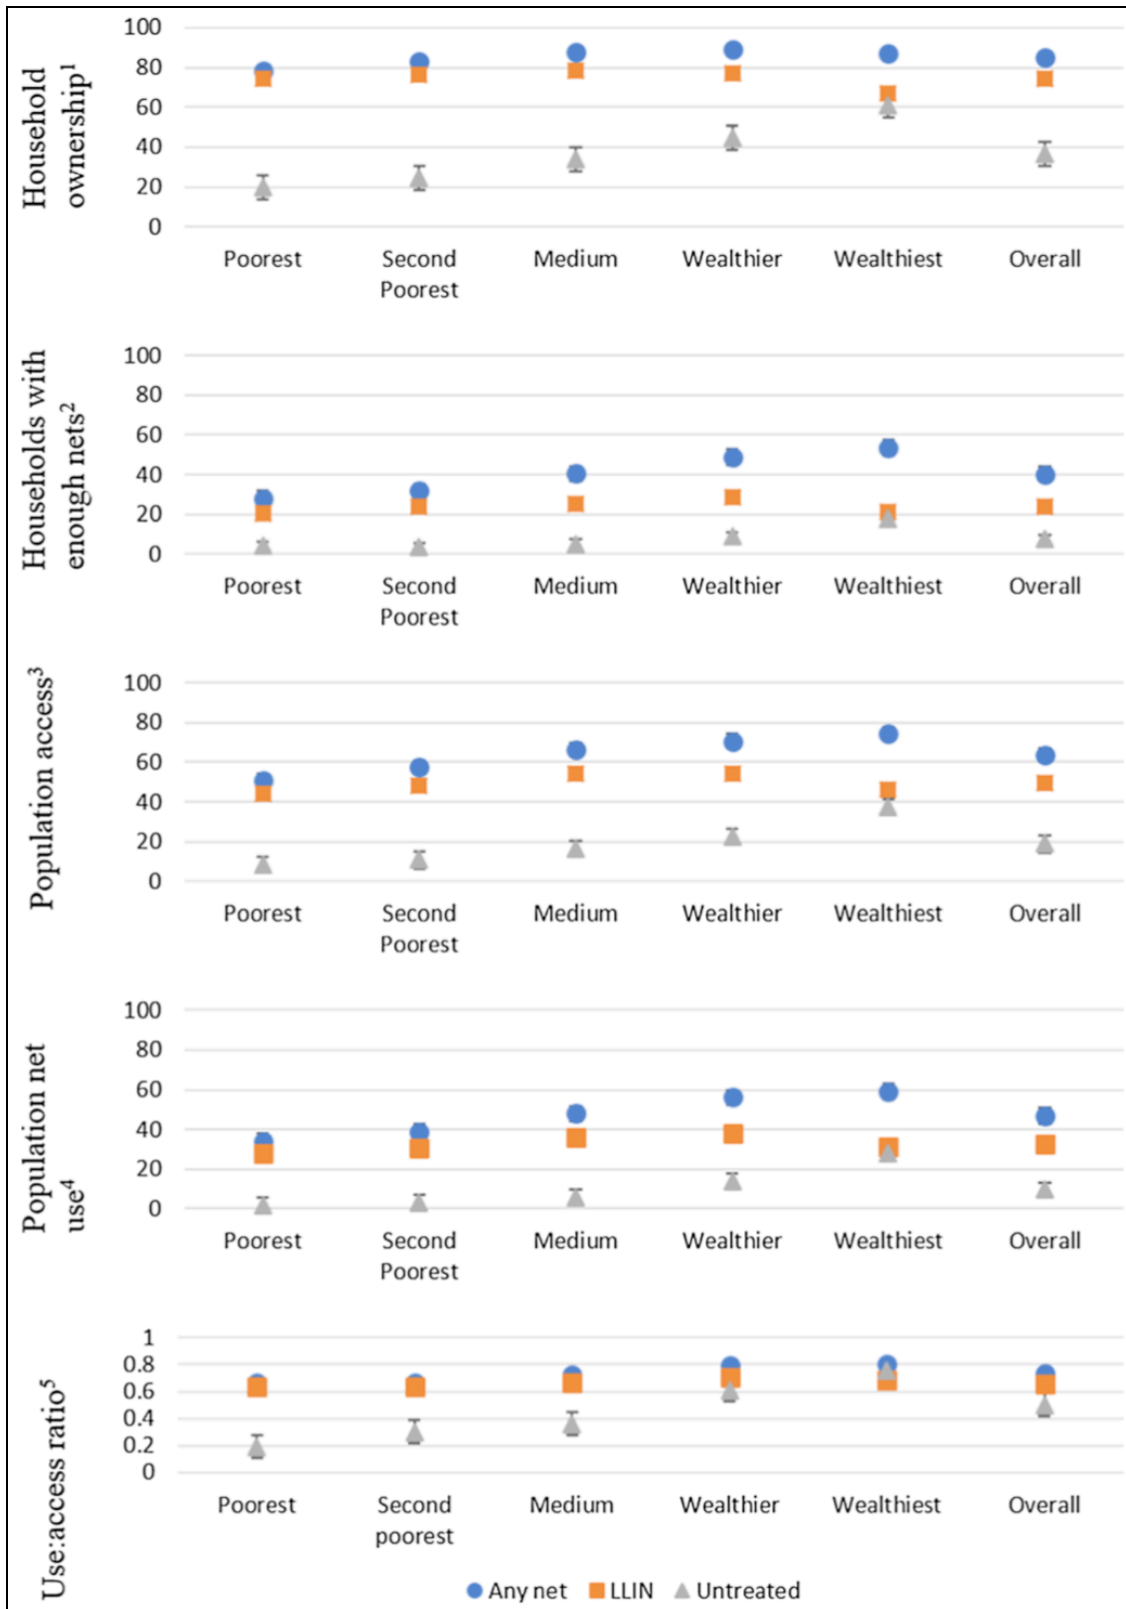 Household
ownership¹
100
80
60
40
20
0
Poorest
Second
Poorest
Medium
Wealthier
Wealthiest
Overall
Households with
enough nets²
100
80
60
40
20
0
Poorest
Second
Poorest
Medium
Wealthier
Wealthiest
Overall
Population access³
100
80
60
40
20
0
Poorest
Second
Poorest
Medium
Wealthier
Wealthiest
Overall
Population net
use⁴
100
80
60
40
20
0
Poorest
Second
Poorest
Medium
Wealthier
Wealthiest
Overall
Use:access ratio⁵
1
0.8
0.6
0.4
0.2
0
Poorest
Second
poorest
Medium
Wealthier
Wealthiest
Overall
Any net LLIN Untreated